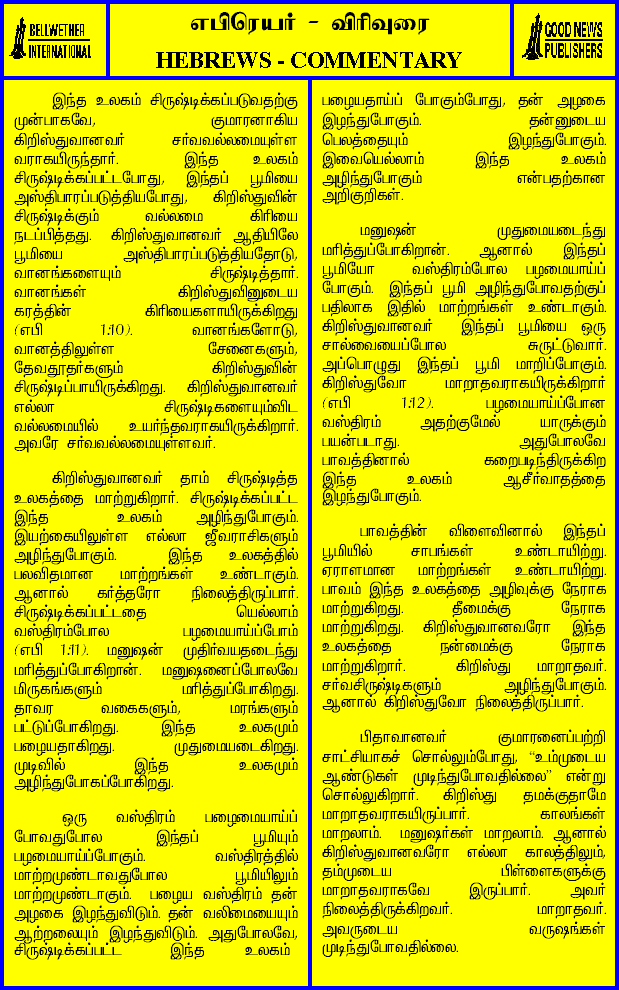 BELLWETHER
INTERNATIONAL
எபிரெயர் - விரிவுரை
HEBREWS - COMMENTARY
GOOD NEWS
PUBLISHERS
இந்த உலகம் சிருஷ்டிக்கப்படுவதற்கு
முன்பாகவே, குமாரனாகிய
கிறிஸ்துவானவர் சர்வவல்லமையுள்ள
வராகயிருந்தார். இந்த உலகம்
சிருஷ்டிக்கப்பட்டபோது, இந்தப் பூமியை
அஸ்திபாரப்படுத்தியபோது, கிறிஸ்துவின்
சிருஷ்டிக்கும் வல்லமை கிரியை
நடப்பித்தது. கிறிஸ்துவானவர் ஆதியிலே
பூமியை அஸ்திபாரப்படுத்தியதோடு,
வானங்களையும் சிருஷ்டித்தார்.
வானங்கள் கிறிஸ்துவினுடைய
கரத்தின் கிரியைகளாயிருக்கிறது
(எபி 1:10). வானங்களோடு,
வானத்திலுள்ள சேனைகளும்,
தேவதூதர்களும் கிறிஸ்துவின்
சிருஷ்டிப்பாயிருக்கிறது. கிறிஸ்துவானவர்
எல்லா சிருஷ்டிகளையும்விட
வல்லமையில் உயர்ந்தவராகயிருக்கிறார்.
அவரே சர்வவல்லமையுள்ளவர்.
கிறிஸ்துவானவர் தாம் சிருஷ்டித்த
உலகத்தை மாற்றுகிறார். சிருஷ்டிக்கப்பட்ட
இந்த உலகம் அழிந்துபோகும்.
இயற்கையிலுள்ள எல்லா ஜீவராசிகளும்
அழிந்துபோகும். இந்த உலகத்தில்
பலவிதமான மாற்றங்கள் உண்டாகும்.
ஆனால் கர்த்தரோ நிலைத்திருப்பார்.
சிருஷ்டிக்கப்பட்டதை யெல்லாம்
வஸ்திரம்போல பழமையாய்ப்போம்
(எபி 1:11). மனுஷன் முதிர்வயதடைந்து
மரித்துப்போகிறான். மனுஷனைப்போலவே
மிருகங்களும் மரித்துப்போகிறது.
தாவர வகைகளும், மரங்களும்
பட்டுப்போகிறது. இந்த உலகமும்
பழையதாகிறது. முதுமையடைகிறது.
முடிவில் இந்த உலகமும்
அழிந்துபோகப்போகிறது.
ஒரு வஸ்திரம் பழைமையாய்ப்
போவதுபோல இந்தப் பூமியும்
பழமையாய்ப்போகும். வஸ்திரத்தில்
மாற்றமுண்டாவதுபோல பூமியிலும்
மாற்றமுண்டாகும். பழைய வஸ்திரம் தன்
அழகை இழந்துவிடும். தன் வலிமையையும்
ஆற்றலையும் இழந்துவிடும். அதுபோலவே,
சிருஷ்டிக்கப்பட்ட இந்த உலகம்
பழையதாய்ப் போகும்போது, தன் அழகை
இழந்துபோகும். தன்னுடைய
பெலத்தையும் இழந்துபோகும்.
இவையெல்லாம் இந்த உலகம்
அழிந்துபோகும் என்பதற்கான
அறிகுறிகள்.
மனுஷன் முதுமையடைந்து
மரித்துப்போகிறான். ஆனால் இந்தப்
பூமியோ வஸ்திரம்போல பழமையாய்ப்
போகும். இந்தப் பூமி அழிந்துபோவதற்குப்
பதிலாக இதில் மாற்றங்கள் உண்டாகும்.
கிறிஸ்துவானவர் இந்தப் பூமியை ஒரு
சால்வையைப்போல சுருட்டுவார்.
அப்பொழுது இந்தப் பூமி மாறிப்போகும்.
கிறிஸ்துவோ மாறாதவராகயிருக்கிறார்
(எபி 1:12). பழமையாய்ப்போன
வஸ்திரம் அதற்குமேல் யாருக்கும்
பயன்படாது. அதுபோலவே
பாவத்தினால் கறைபடிந்திருக்கிற
இந்த உலகம் ஆசீர்வாதத்தை
இழந்துபோகும்.
பாவத்தின் விளைவினால் இந்தப்
பூமியில் சாபங்கள் உண்டாயிற்று.
ஏராளமான மாற்றங்கள் உண்டாயிற்று.
பாவம் இந்த உலகத்தை அழிவுக்கு நேராக
மாற்றுகிறது. தீமைக்கு நேராக
மாற்றுகிறது. கிறிஸ்துவானவரோ இந்த
உலகத்தை நன்மைக்கு நேராக
மாற்றுகிறார். கிறிஸ்து மாறாதவர்.
சர்வசிருஷ்டிகளும் அழிந்துபோகும்.
ஆனால் கிறிஸ்துவோ நிலைத்திருப்பார்.
பிதாவானவர் குமாரனைப்பற்றி
சாட்சியாகச் சொல்லும்போது, “உம்முடைய
ஆண்டுகள் முடிந்துபோவதில்லை” என்று
சொல்லுகிறார். கிறிஸ்து தமக்குதாமே
மாறாதவராகயிருப்பார். காலங்கள்
மாறலாம். மனுஷர்கள் மாறலாம். ஆனால்
கிறிஸ்துவானவரோ எல்லா காலத்திலும்,
தம்முடைய பிள்ளைகளுக்கு
மாறாதவராகவே இருப்பார். அவர்
நிலைத்திருக்கிறவர். மாறாதவர்.
அவருடைய வருஷங்கள்
முடிந்துபோவதில்லை.